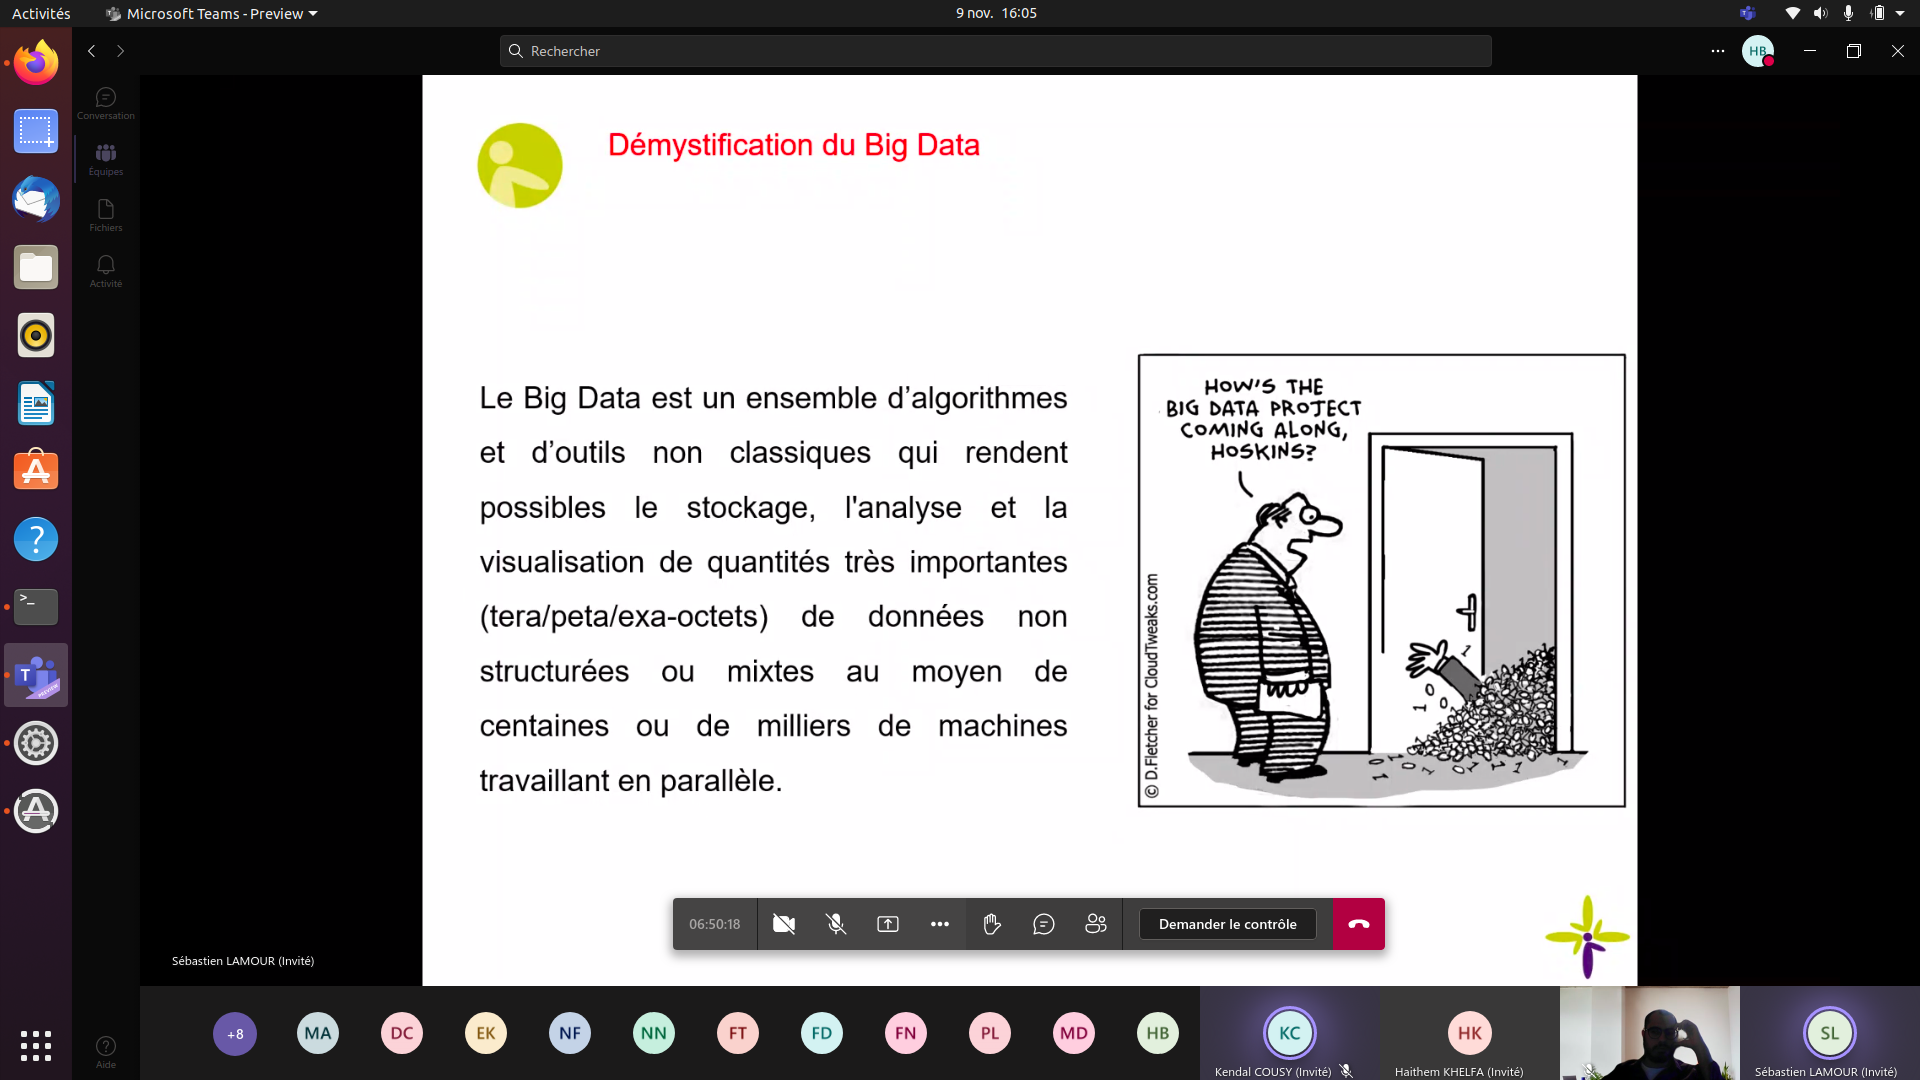 Activités
Microsoft Teams - Preview
9 nov. 16:05
Rechercher
HB
Conversation
Équipes
Fichiers
Activité
Démystification du Big Data
Le Big Data est un ensemble d’algorithmes
et d’outils non classiques qui rendent
possibles le stockage, l'analyse et la
visualisation de quantités très importantes
(tera/peta/exa-octets) de données non
structurées ou mixtes au moyen de
centaines ou de milliers de machines
travaillant en parallèle.
HOW'S THE
BIG DATA PROJECT
COMING ALONG,
HOSKINS?
© D.Fletcher for CloudTweaks.com
06:50:18
Demander le contrôle
Sébastien LAMOUR (Invité)
+8
MA
DC
EK
NF
NN
FT
FD
FN
PL
MD
HB
KC
HK
SL
Kendal COUSY (Invité)
Haithem KHELFA (Invité)
Sébastien LAMOUR (Invité)
Aide